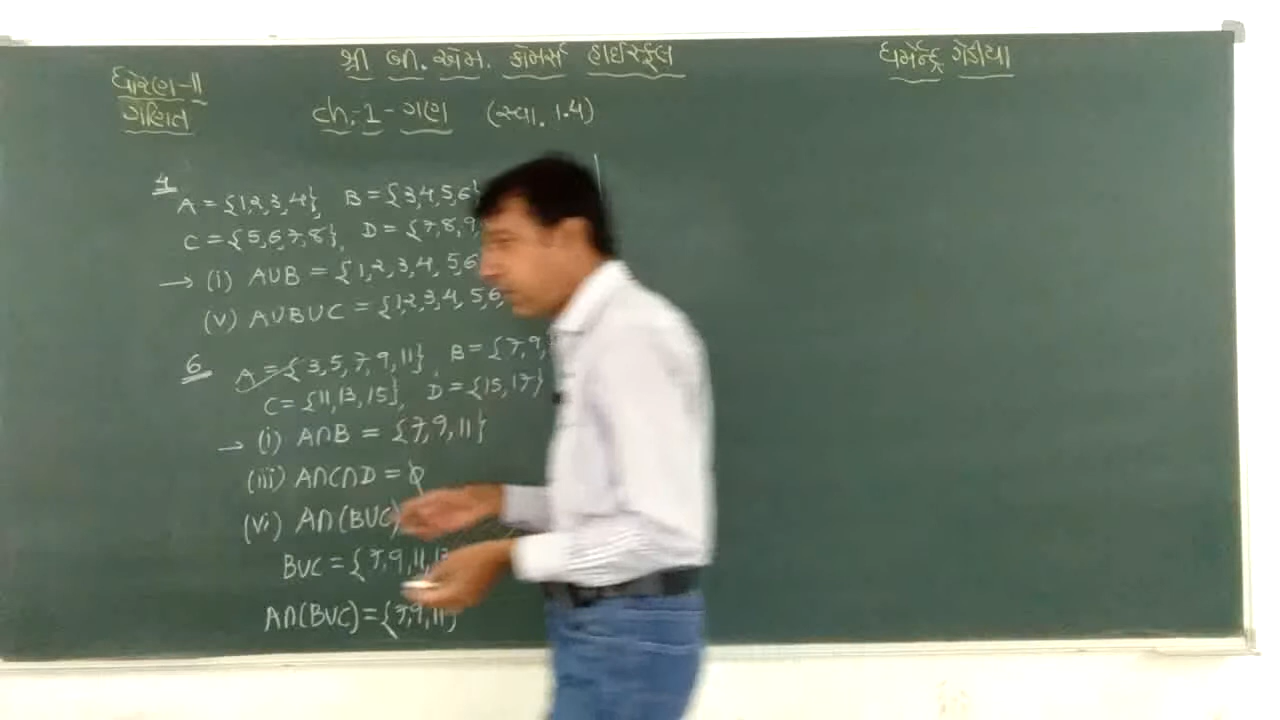 શ્રી બી. એમ. કોમર્સ હાઈસ્કૂલ
ધર્મેન્દ્ર ગેડીયા
ધોરણ-11
ગણિત
ch:-1 - ગણ (સ્વા. 1.4)
4
A = {1,2,3,4}, B = {3,4,5,6}
C = {5,6,7,8}, D = {7,8,9
→ (i) A∪B = {1,2,3,4,5,6
(v) A∪B∪C = {1,2,3,4,5,6,
6
A = {3,5,7,9,11}, B = {7,9,
C = {11,13,15}, D = {15,17}
→ (i) A∩B = {7,9,11}
(iii) A∩C∩D = φ
(vi) A∩(B∪C)
B∪C = {7,9,11,13
A∩(B∪C) = {7,9,11}